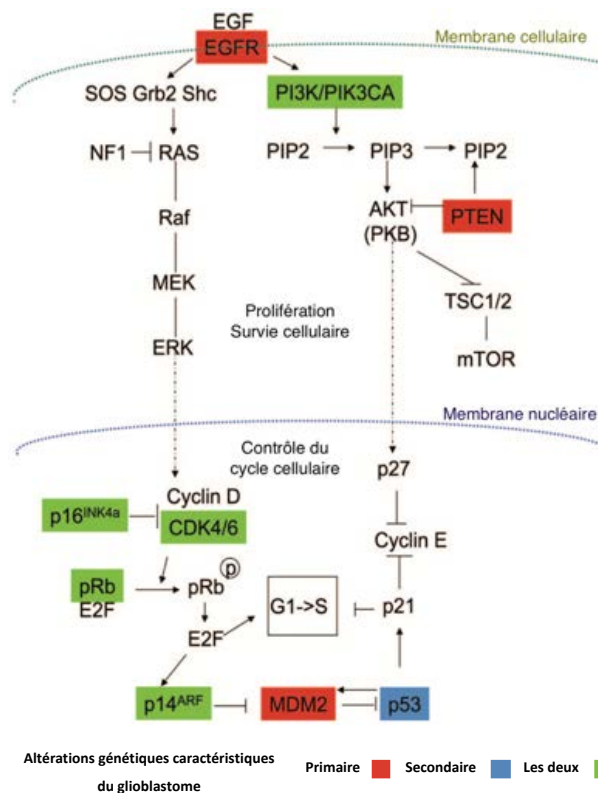 EGF
Membrane cellulaire
EGFR
SOS Grb2 Shc
PI3K/PIK3CA
NF1
RAS
PIP2
PIP3
PIP2
Raf
AKT
(PKB)
PTEN
MEK
TSC1/2
Prolifération
Survie cellulaire
ERK
mTOR
Membrane nucléaire
Contrôle du
cycle cellulaire
p27
Cyclin D
p16INK4a
CDK4/6
Cyclin E
pRb
E2F
pRb
p
G1->S
p21
E2F
p14ARF
MDM2
p53
Altérations génétiques caractéristiques
du glioblastome
Primaire
Secondaire
Les deux